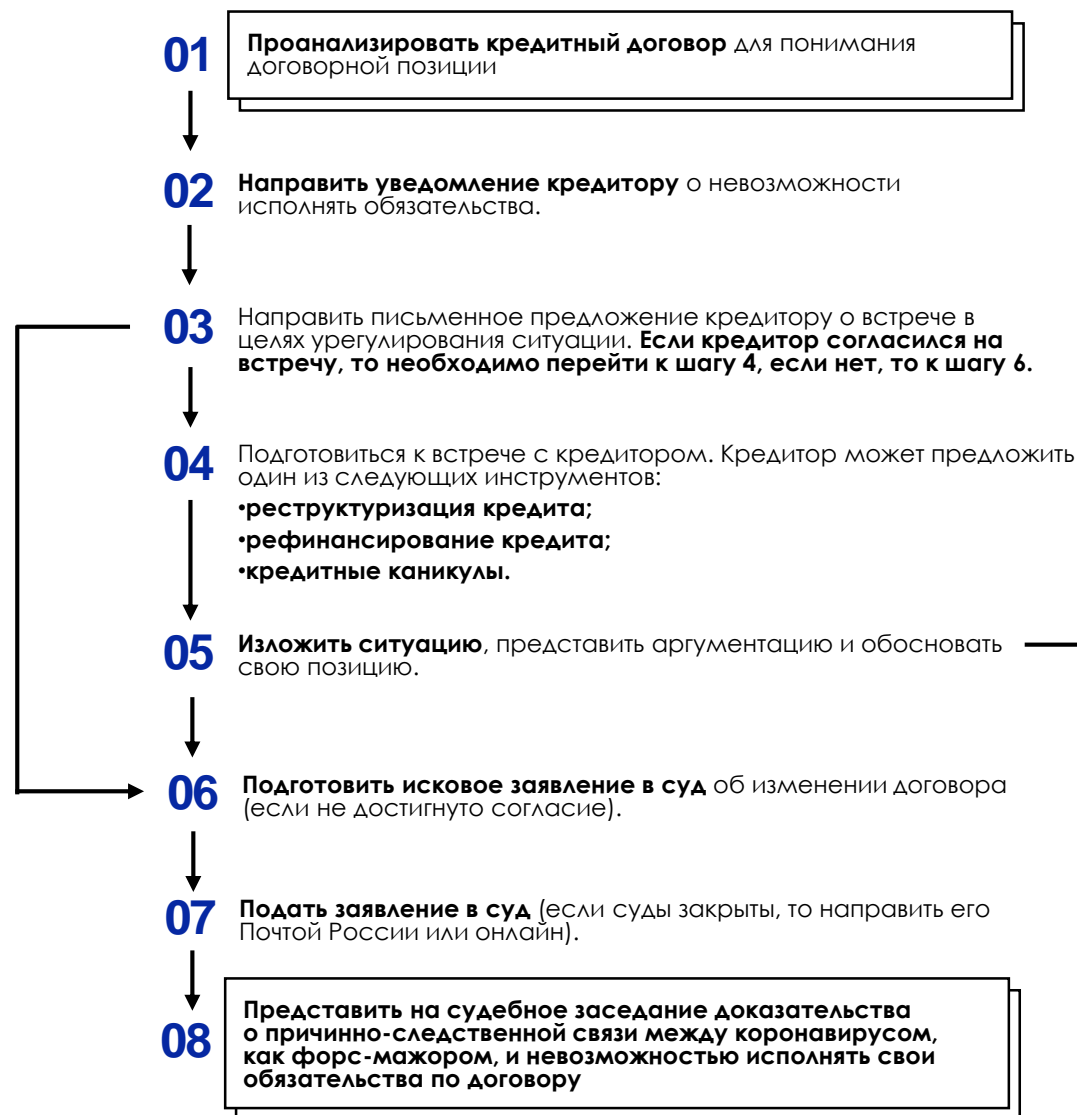 01
Проанализировать кредитный договор для понимания
договорной позиции
02
Направить уведомление кредитору о невозможности
исполнять обязательства.
03
Направить письменное предложение кредитору о встрече в
целях урегулирования ситуации. Если кредитор согласился на
встречу, то необходимо перейти к шагу 4, если нет, то к шагу 6.
04
Подготовиться к встрече с кредитором. Кредитор может предложить
один из следующих инструментов:
•реструктуризация кредита;
•рефинансирование кредита;
•кредитные каникулы.
05
Изложить ситуацию, представить аргументацию и обосновать
свою позицию.
06
Подготовить исковое заявление в суд об изменении договора
(если не достигнуто согласие).
07
Подать заявление в суд (если суды закрыты, то направить его
Почтой России или онлайн).
08
Представить на судебное заседание доказательства
о причинно-следственной связи между коронавирусом,
как форс-мажором, и невозможностью исполнять свои
обязательства по договору